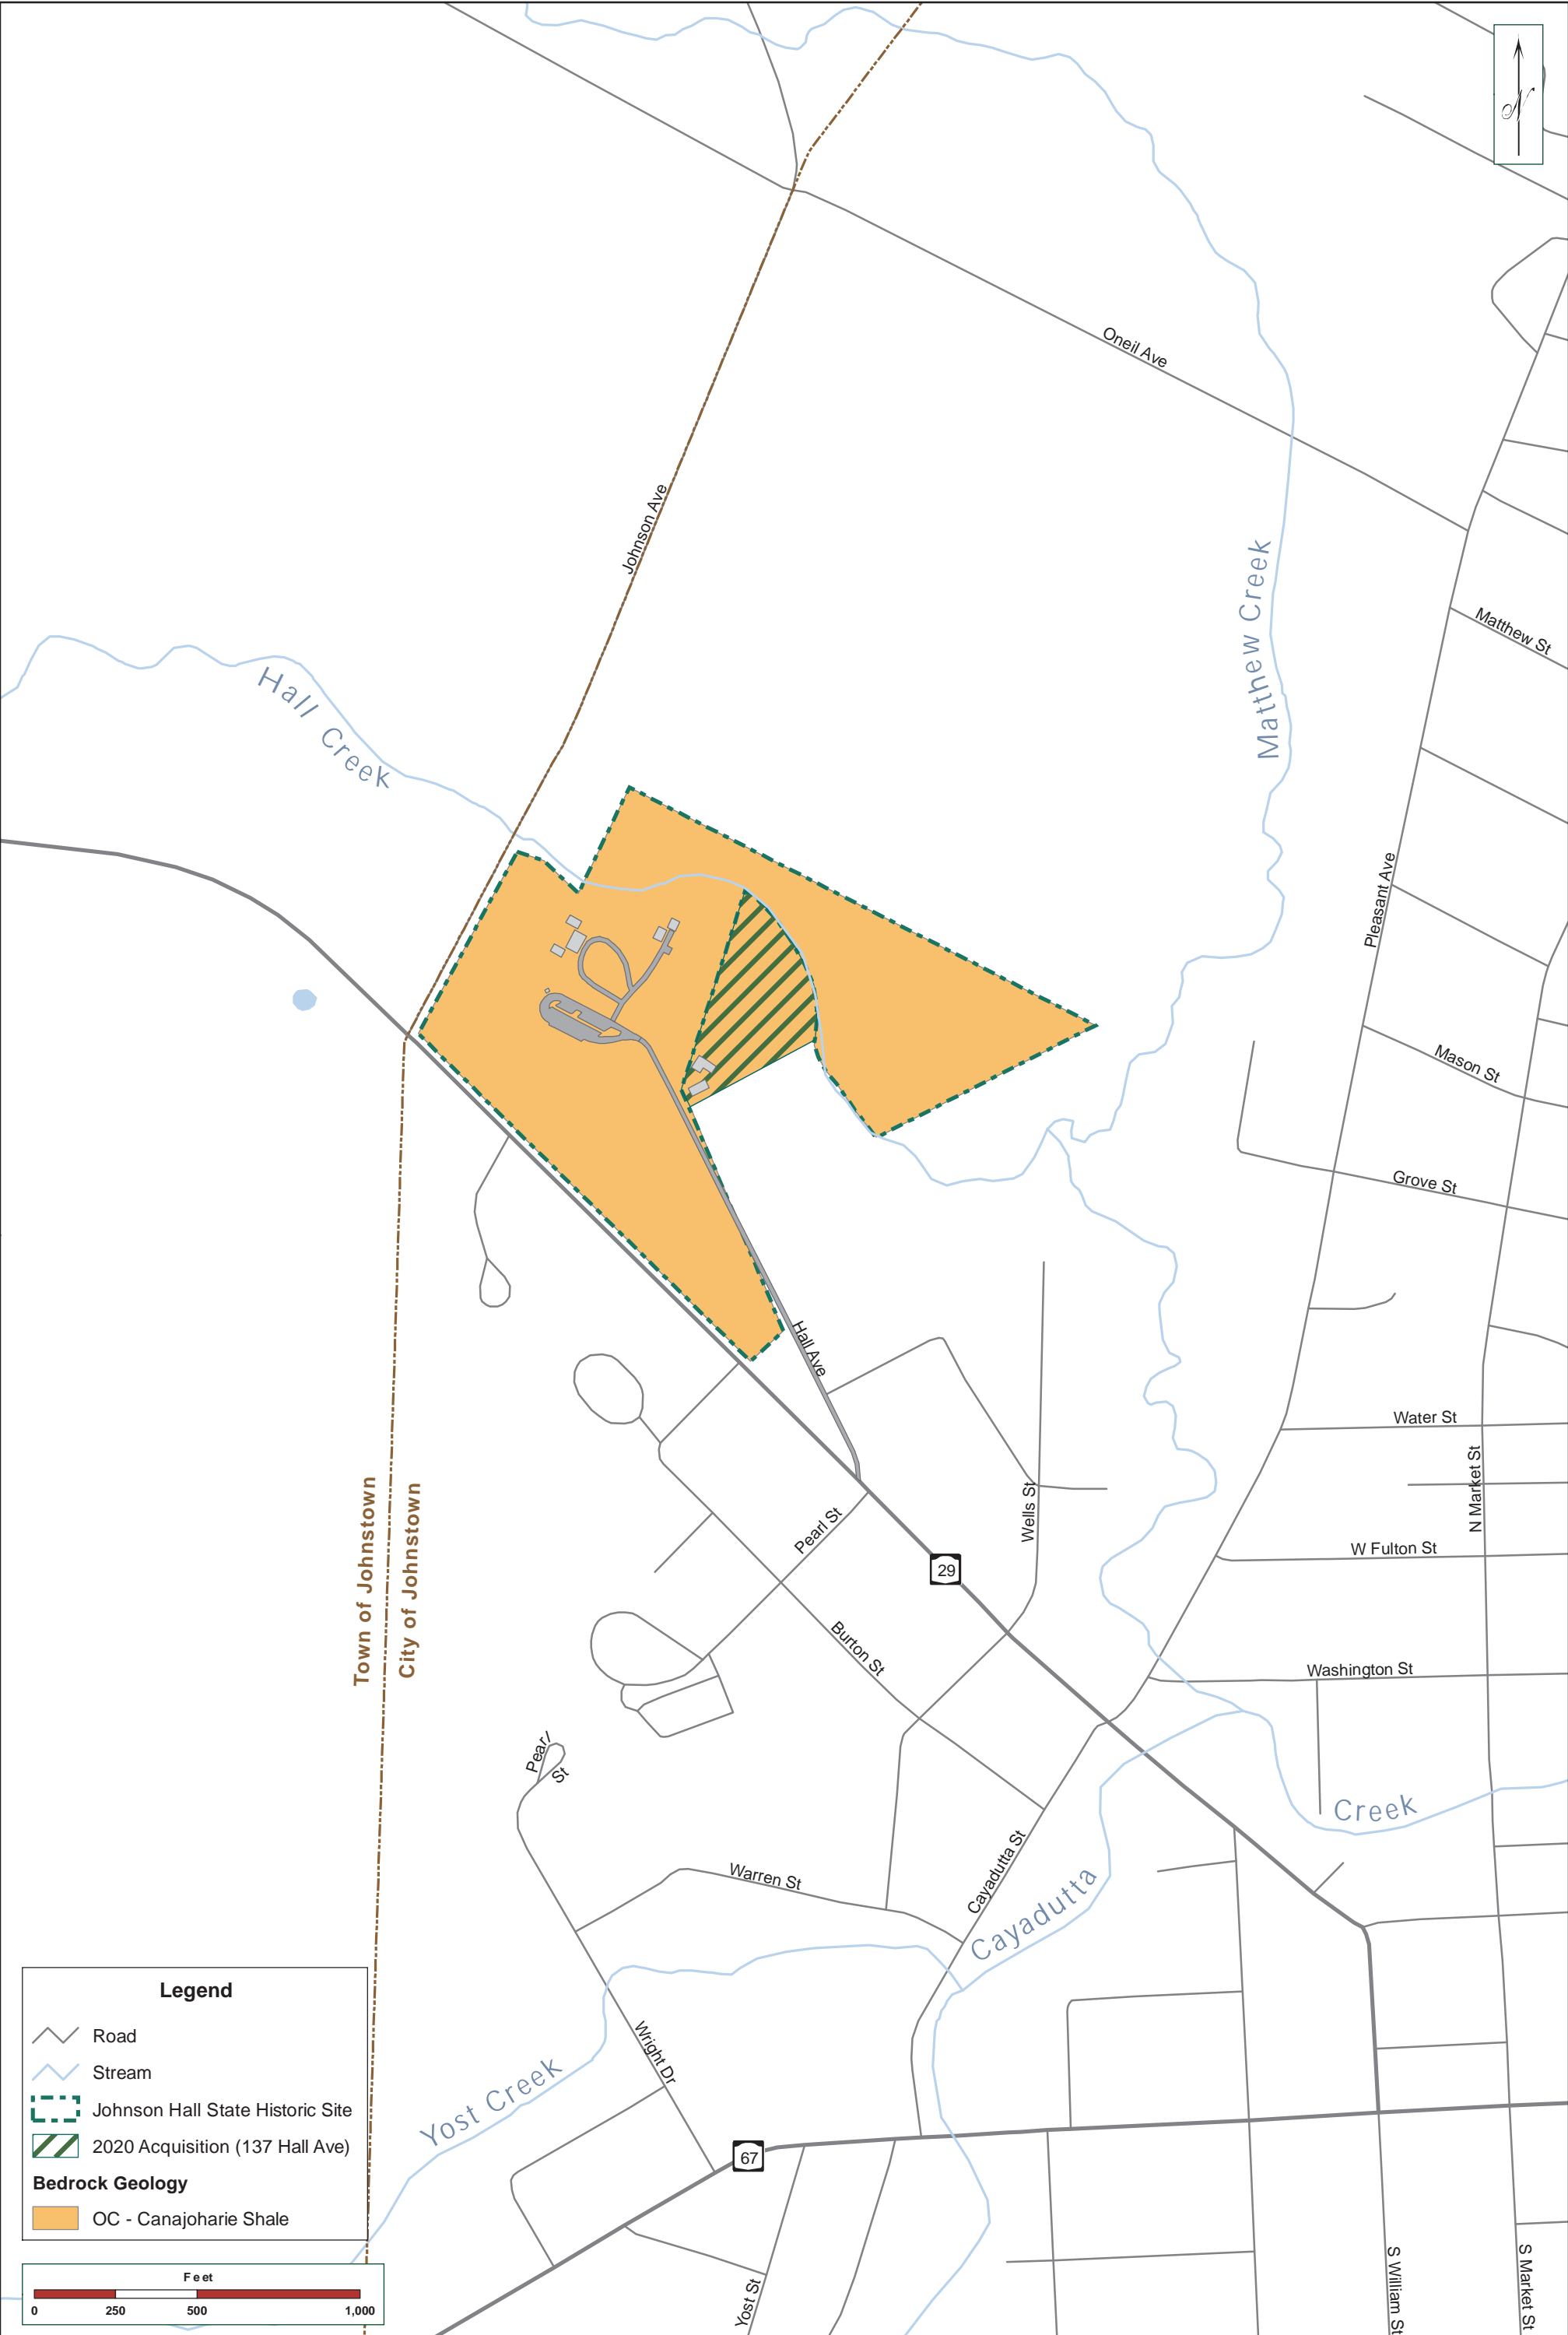 N
Oneil Ave
Johnson Ave
Matthew Creek
Matthew St
Hall Creek
Pleasant Ave
Mason St
Grove St
Hall Ave
Water St
N Market St
Wells St
Pearl St
W Fulton St
29
Town of Johnstown
City of Johnstown
Burton St
Washington St
Pearl
St
Creek
Warren St
Cayadutta St
Cayadutta
Wright Dr
Yost Creek
67
Yost St
S William St
S Market St
Legend
Road
Stream
Johnson Hall State Historic Site
2020 Acquisition (137 Hall Ave)
Bedrock Geology
OC - Canajoharie Shale
Feet
0 250 500 1,000